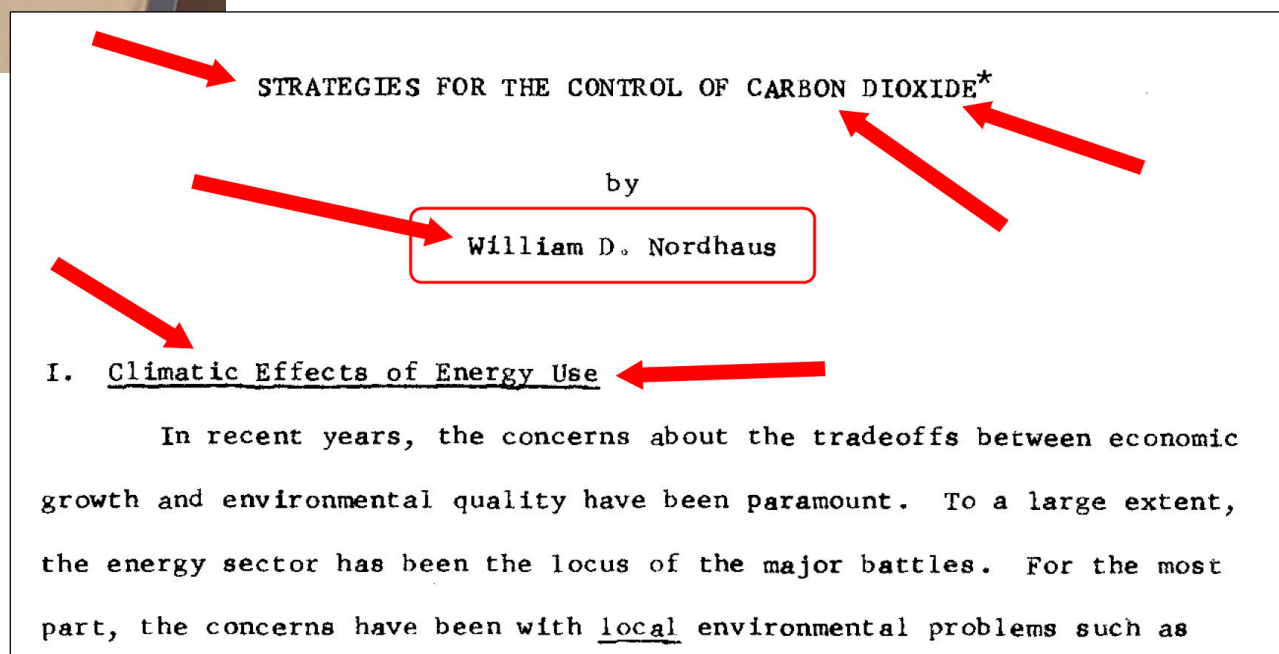 STRATEGIES FOR THE CONTROL OF CARBON DIOXIDE*
by
William D. Nordhaus
I. Climatic Effects of Energy Use
In recent years, the concerns about the tradeoffs between economic
growth and environmental quality have been paramount. To a large extent,
the energy sector has been the locus of the major battles. For the most
part, the concerns have been with local environmental problems such as